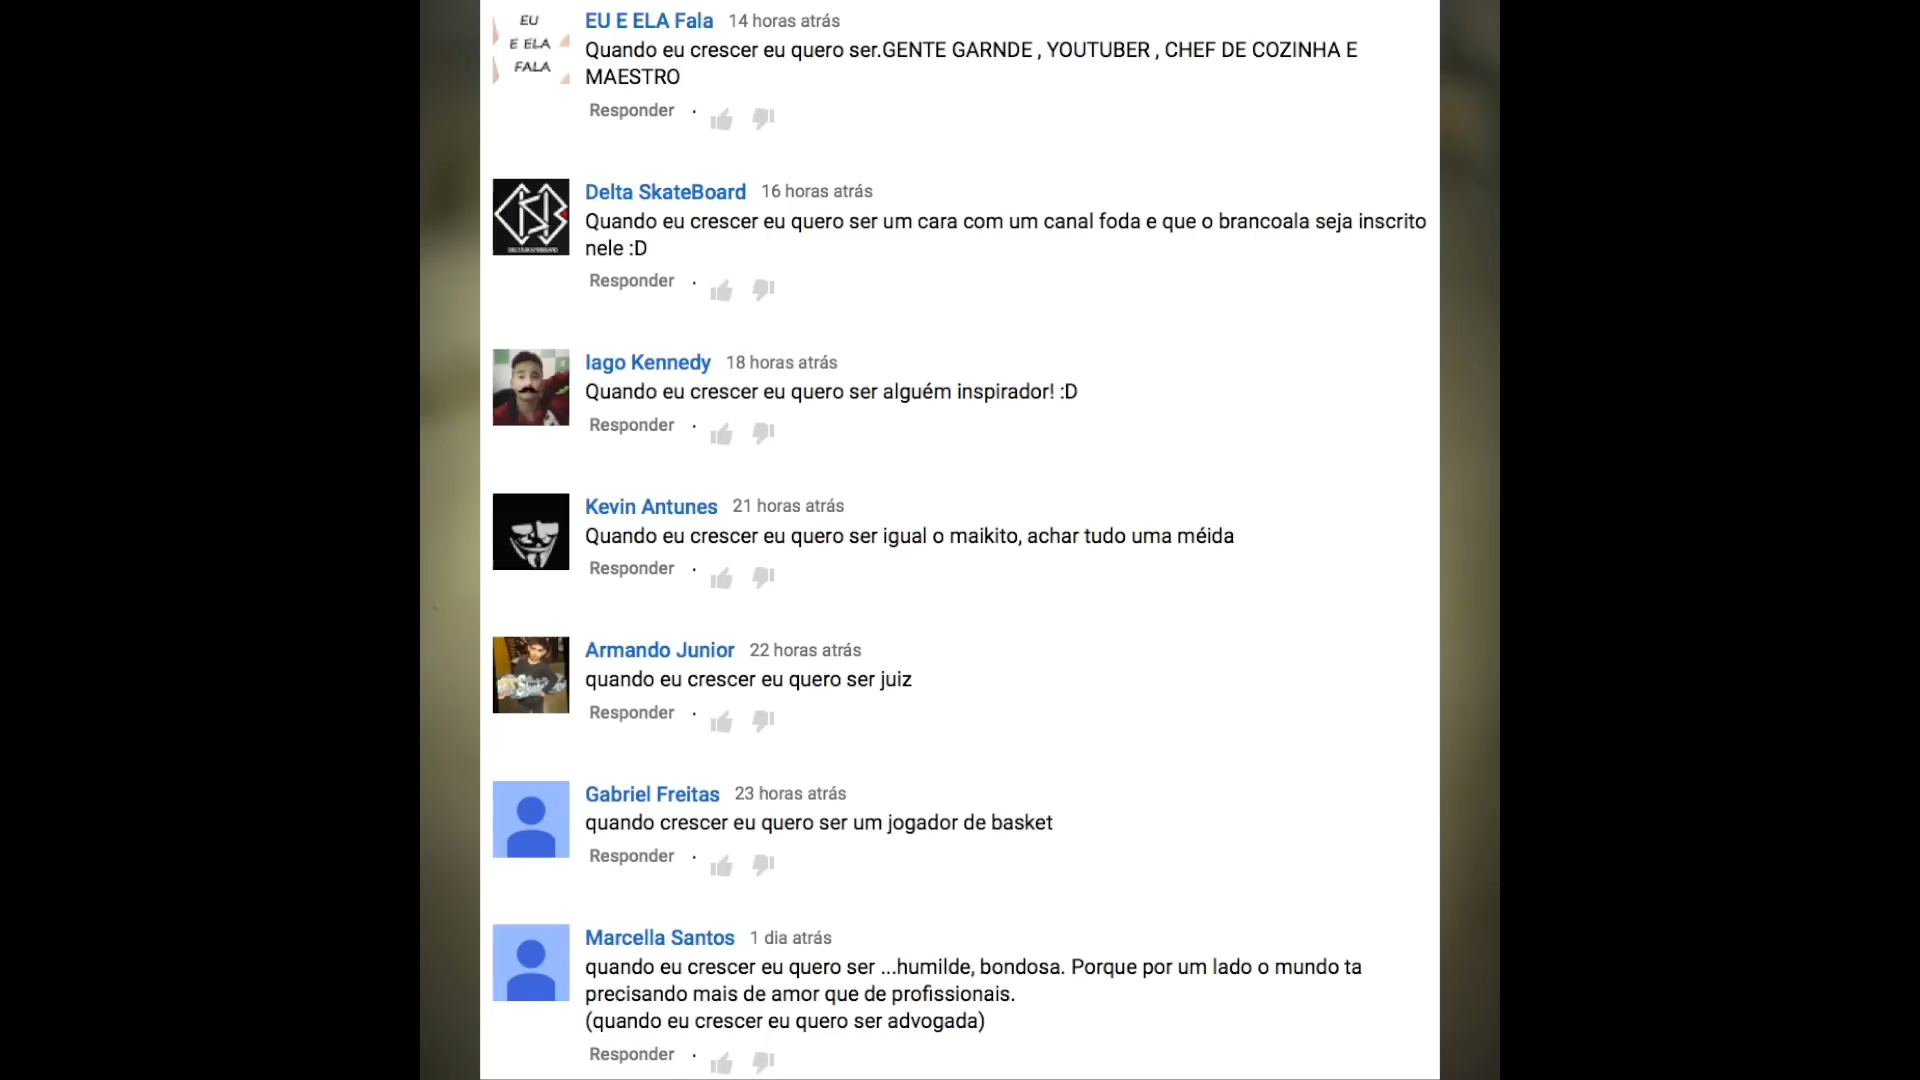 EU
E ELA
FALA
EU E ELA Fala 14 horas atrás
Quando eu crescer eu quero ser.GENTE GARNDE , YOUTUBER , CHEF DE COZINHA E
MAESTRO
Responder ·
Delta SkateBoard 16 horas atrás
Quando eu crescer eu quero ser um cara com um canal foda e que o brancoala seja inscrito
nele :D
Responder ·
Iago Kennedy 18 horas atrás
Quando eu crescer eu quero ser alguém inspirador! :D
Responder ·
Kevin Antunes 21 horas atrás
Quando eu crescer eu quero ser igual o maikito, achar tudo uma méida
Responder ·
Armando Junior 22 horas atrás
quando eu crescer eu quero ser juiz
Responder ·
Gabriel Freitas 23 horas atrás
quando crescer eu quero ser um jogador de basket
Responder ·
Marcella Santos 1 dia atrás
quando eu crescer eu quero ser ...humilde, bondosa. Porque por um lado o mundo ta
precisando mais de amor que de profissionais.
(quando eu crescer eu quero ser advogada)
Responder ·